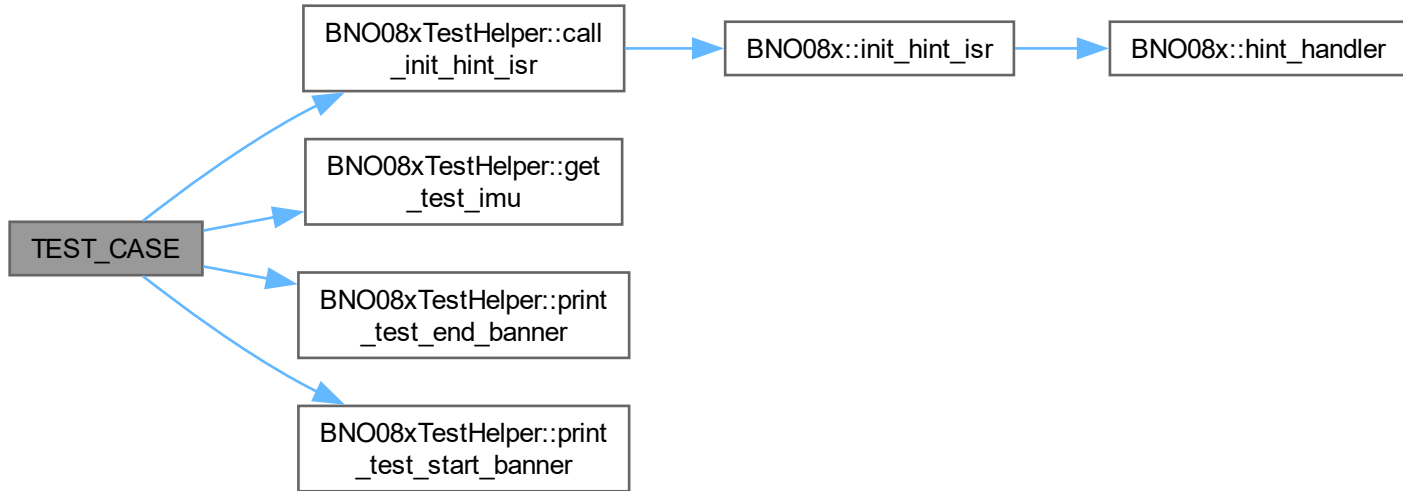 BNO08xTestHelper::call
_init_hint_isr
BNO08x::init_hint_isr
BNO08x::hint_handler
BNO08xTestHelper::get
_test_imu
TEST_CASE
BNO08xTestHelper::print
_test_end_banner
BNO08xTestHelper::print
_test_start_banner